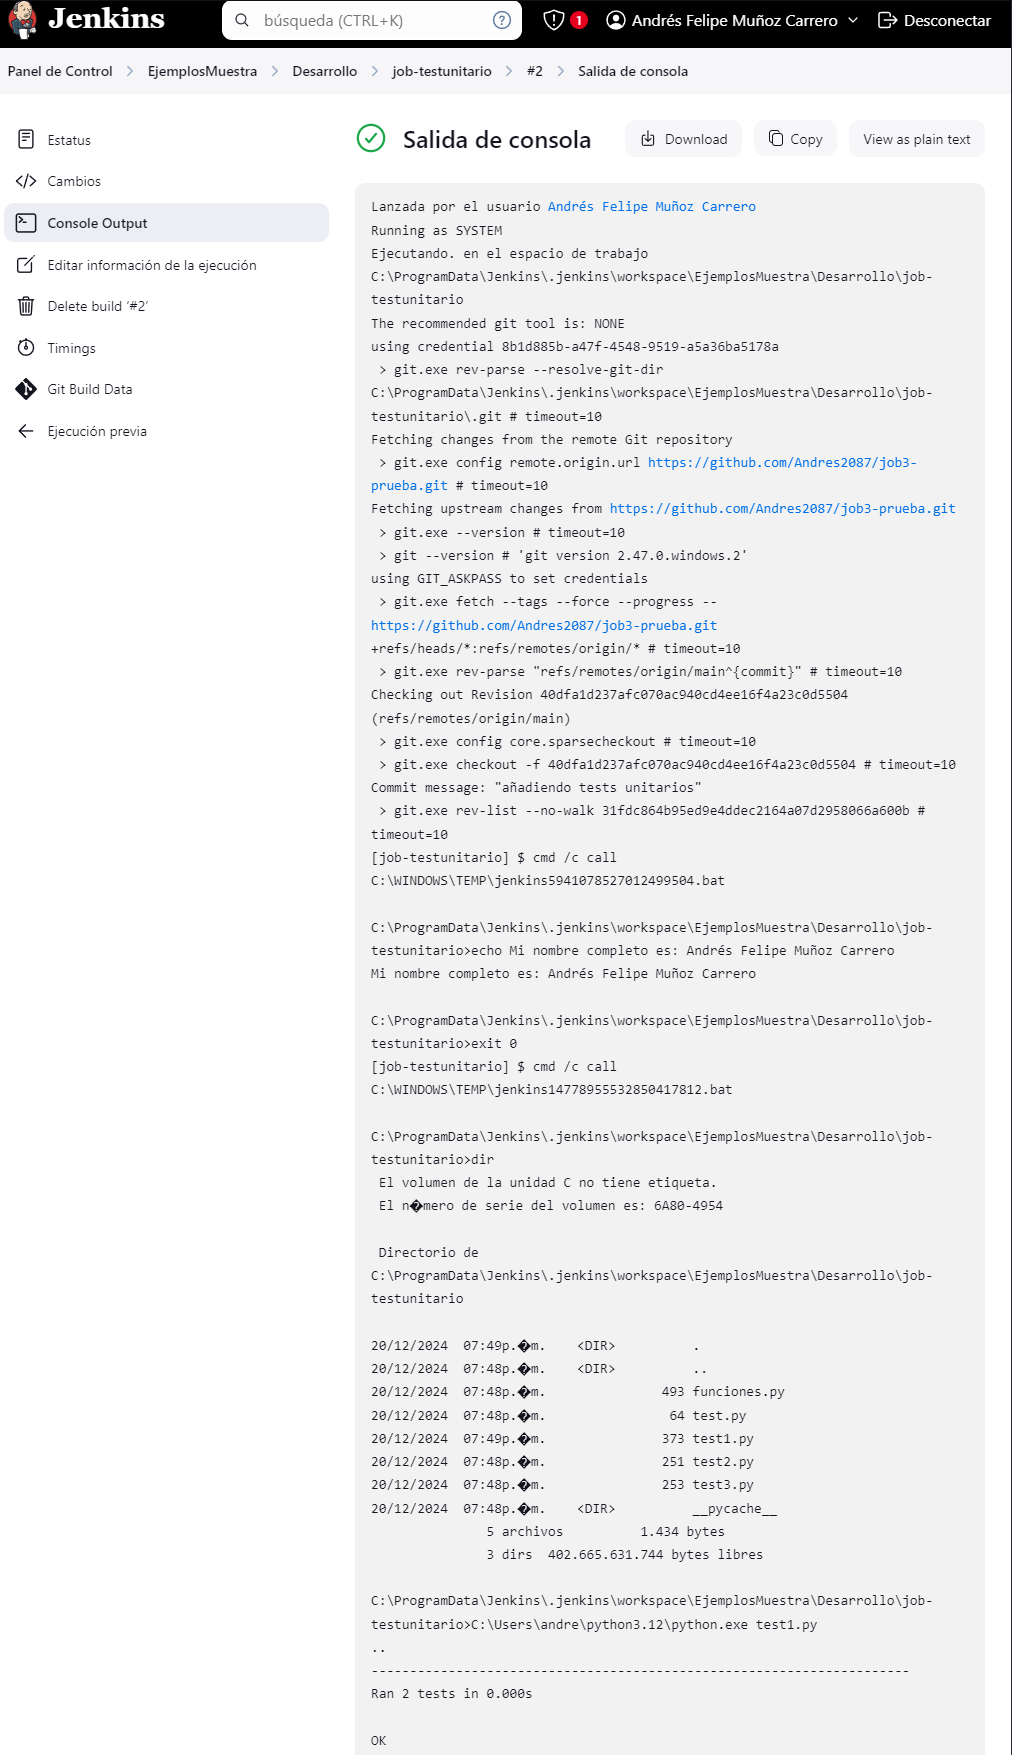 Jenkins
búsqueda (CTRL+K)
?
1
Andrés Felipe Muñoz Carrero
Desconectar
Panel de Control
EjemplosMuestra
Desarrollo
job-testunitario
#2
Salida de consola
Estatus
Cambios
Console Output
Editar información de la ejecución
Delete build ‘#2’
Timings
Git Build Data
Ejecución previa
Salida de consola
Download
Copy
View as plain text
Lanzada por el usuario Andrés Felipe Muñoz Carrero
Running as SYSTEM
Ejecutando. en el espacio de trabajo
C:\ProgramData\Jenkins\.jenkins\workspace\EjemplosMuestra\Desarrollo\job-
testunitario
The recommended git tool is: NONE
using credential 8b1d885b-a47f-4548-9519-a5a36ba5178a
> git.exe rev-parse --resolve-git-dir
C:\ProgramData\Jenkins\.jenkins\workspace\EjemplosMuestra\Desarrollo\job-
testunitario\.git # timeout=10
Fetching changes from the remote Git repository
> git.exe config remote.origin.url https://github.com/Andres2087/job3-
prueba.git # timeout=10
Fetching upstream changes from https://github.com/Andres2087/job3-prueba.git
> git.exe --version # timeout=10
> git --version # 'git version 2.47.0.windows.2'
using GIT_ASKPASS to set credentials
> git.exe fetch --tags --force --progress --
https://github.com/Andres2087/job3-prueba.git
+refs/heads/*:refs/remotes/origin/* # timeout=10
> git.exe rev-parse "refs/remotes/origin/main^{commit}" # timeout=10
Checking out Revision 40dfa1d237afc070ac940cd4ee16f4a23c0d5504
(refs/remotes/origin/main)
> git.exe config core.sparsecheckout # timeout=10
> git.exe checkout -f 40dfa1d237afc070ac940cd4ee16f4a23c0d5504 # timeout=10
Commit message: "añadiendo tests unitarios"
> git.exe rev-list --no-walk 31fdc864b95ed9e4ddec2164a07d2958066a600b #
timeout=10
[job-testunitario] $ cmd /c call
C:\WINDOWS\TEMP\jenkins5941078527012499504.bat
C:\ProgramData\Jenkins\.jenkins\workspace\EjemplosMuestra\Desarrollo\job-
testunitario>echo Mi nombre completo es: Andrés Felipe Muñoz Carrero
Mi nombre completo es: Andrés Felipe Muñoz Carrero
C:\ProgramData\Jenkins\.jenkins\workspace\EjemplosMuestra\Desarrollo\job-
testunitario>exit 0
[job-testunitario] $ cmd /c call
C:\WINDOWS\TEMP\jenkins14778955532850417812.bat
C:\ProgramData\Jenkins\.jenkins\workspace\EjemplosMuestra\Desarrollo\job-
testunitario>dir
El volumen de la unidad C no tiene etiqueta.
El n�mero de serie del volumen es: 6A80-4954
Directorio de
C:\ProgramData\Jenkins\.jenkins\workspace\EjemplosMuestra\Desarrollo\job-
testunitario
20/12/2024 07:49p.�m. <DIR> .
20/12/2024 07:48p.�m. <DIR> ..
20/12/2024 07:48p.�m. 493 funciones.py
20/12/2024 07:48p.�m. 64 test.py
20/12/2024 07:49p.�m. 373 test1.py
20/12/2024 07:48p.�m. 251 test2.py
20/12/2024 07:48p.�m. 253 test3.py
20/12/2024 07:48p.�m. <DIR> __pycache__
5 archivos 1.434 bytes
3 dirs 402.665.631.744 bytes libres
C:\ProgramData\Jenkins\.jenkins\workspace\EjemplosMuestra\Desarrollo\job-
testunitario>C:\Users\andre\python3.12\python.exe test1.py
..
----------------------------------------------------------------------
Ran 2 tests in 0.000s
OK